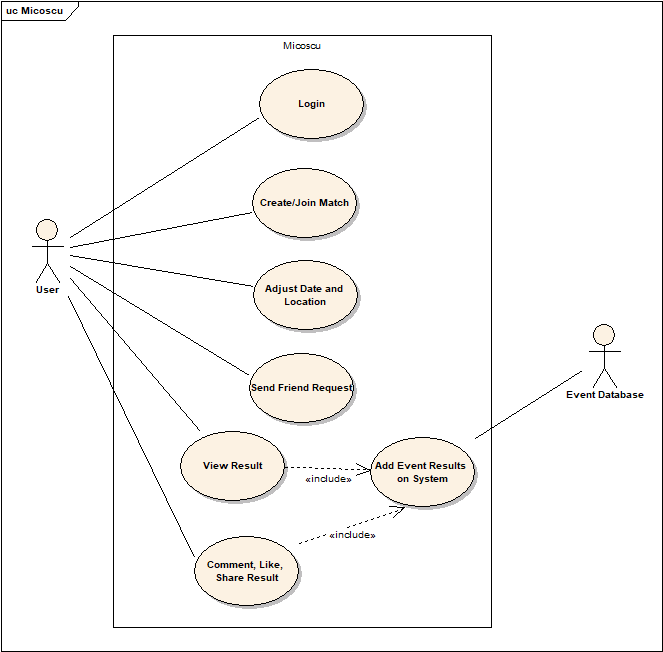 uc Micoscu
Micoscu
Login
Create/Join Match
User
Adjust Date and
Location
Send Friend Request
Event Database
View Result
Add Event Results
on System
«include»
«include»
Comment, Like,
Share Result